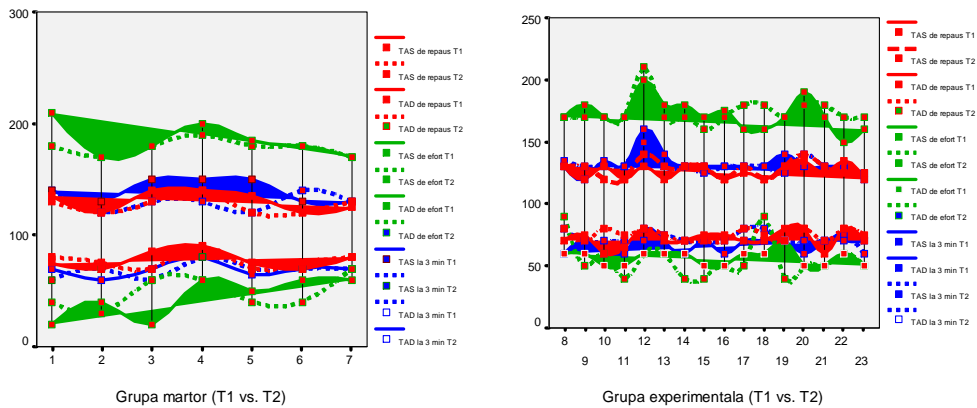 300
200
100
0
1 2 3 4 5 6 7
Grupa martor (T1 vs. T2)
TAS de repaus T1
TAS de repaus T2
TAD de repaus T1
TAD de repaus T2
TAS de efort T1
TAS de efort T2
TAD de efort T1
TAD de efort T2
TAS la 3 min T1
TAS la 3 min T2
TAD la 3 min T1
TAD la 3 min T2
250
200
150
100
50
0
8 10 12 14 16 18 20 22
9 11 13 15 17 19 21 23
Grupa experimentala (T1 vs. T2)
TAS de repaus T1
TAS de repaus T2
TAD de repaus T1
TAD de repaus T2
TAS de efort T1
TAS de efort T2
TAD de efort T1
TAD de efort T2
TAS la 3 min T1
TAD la 3 min T1
TAS la 3 min T2
TAD la 3 min T2